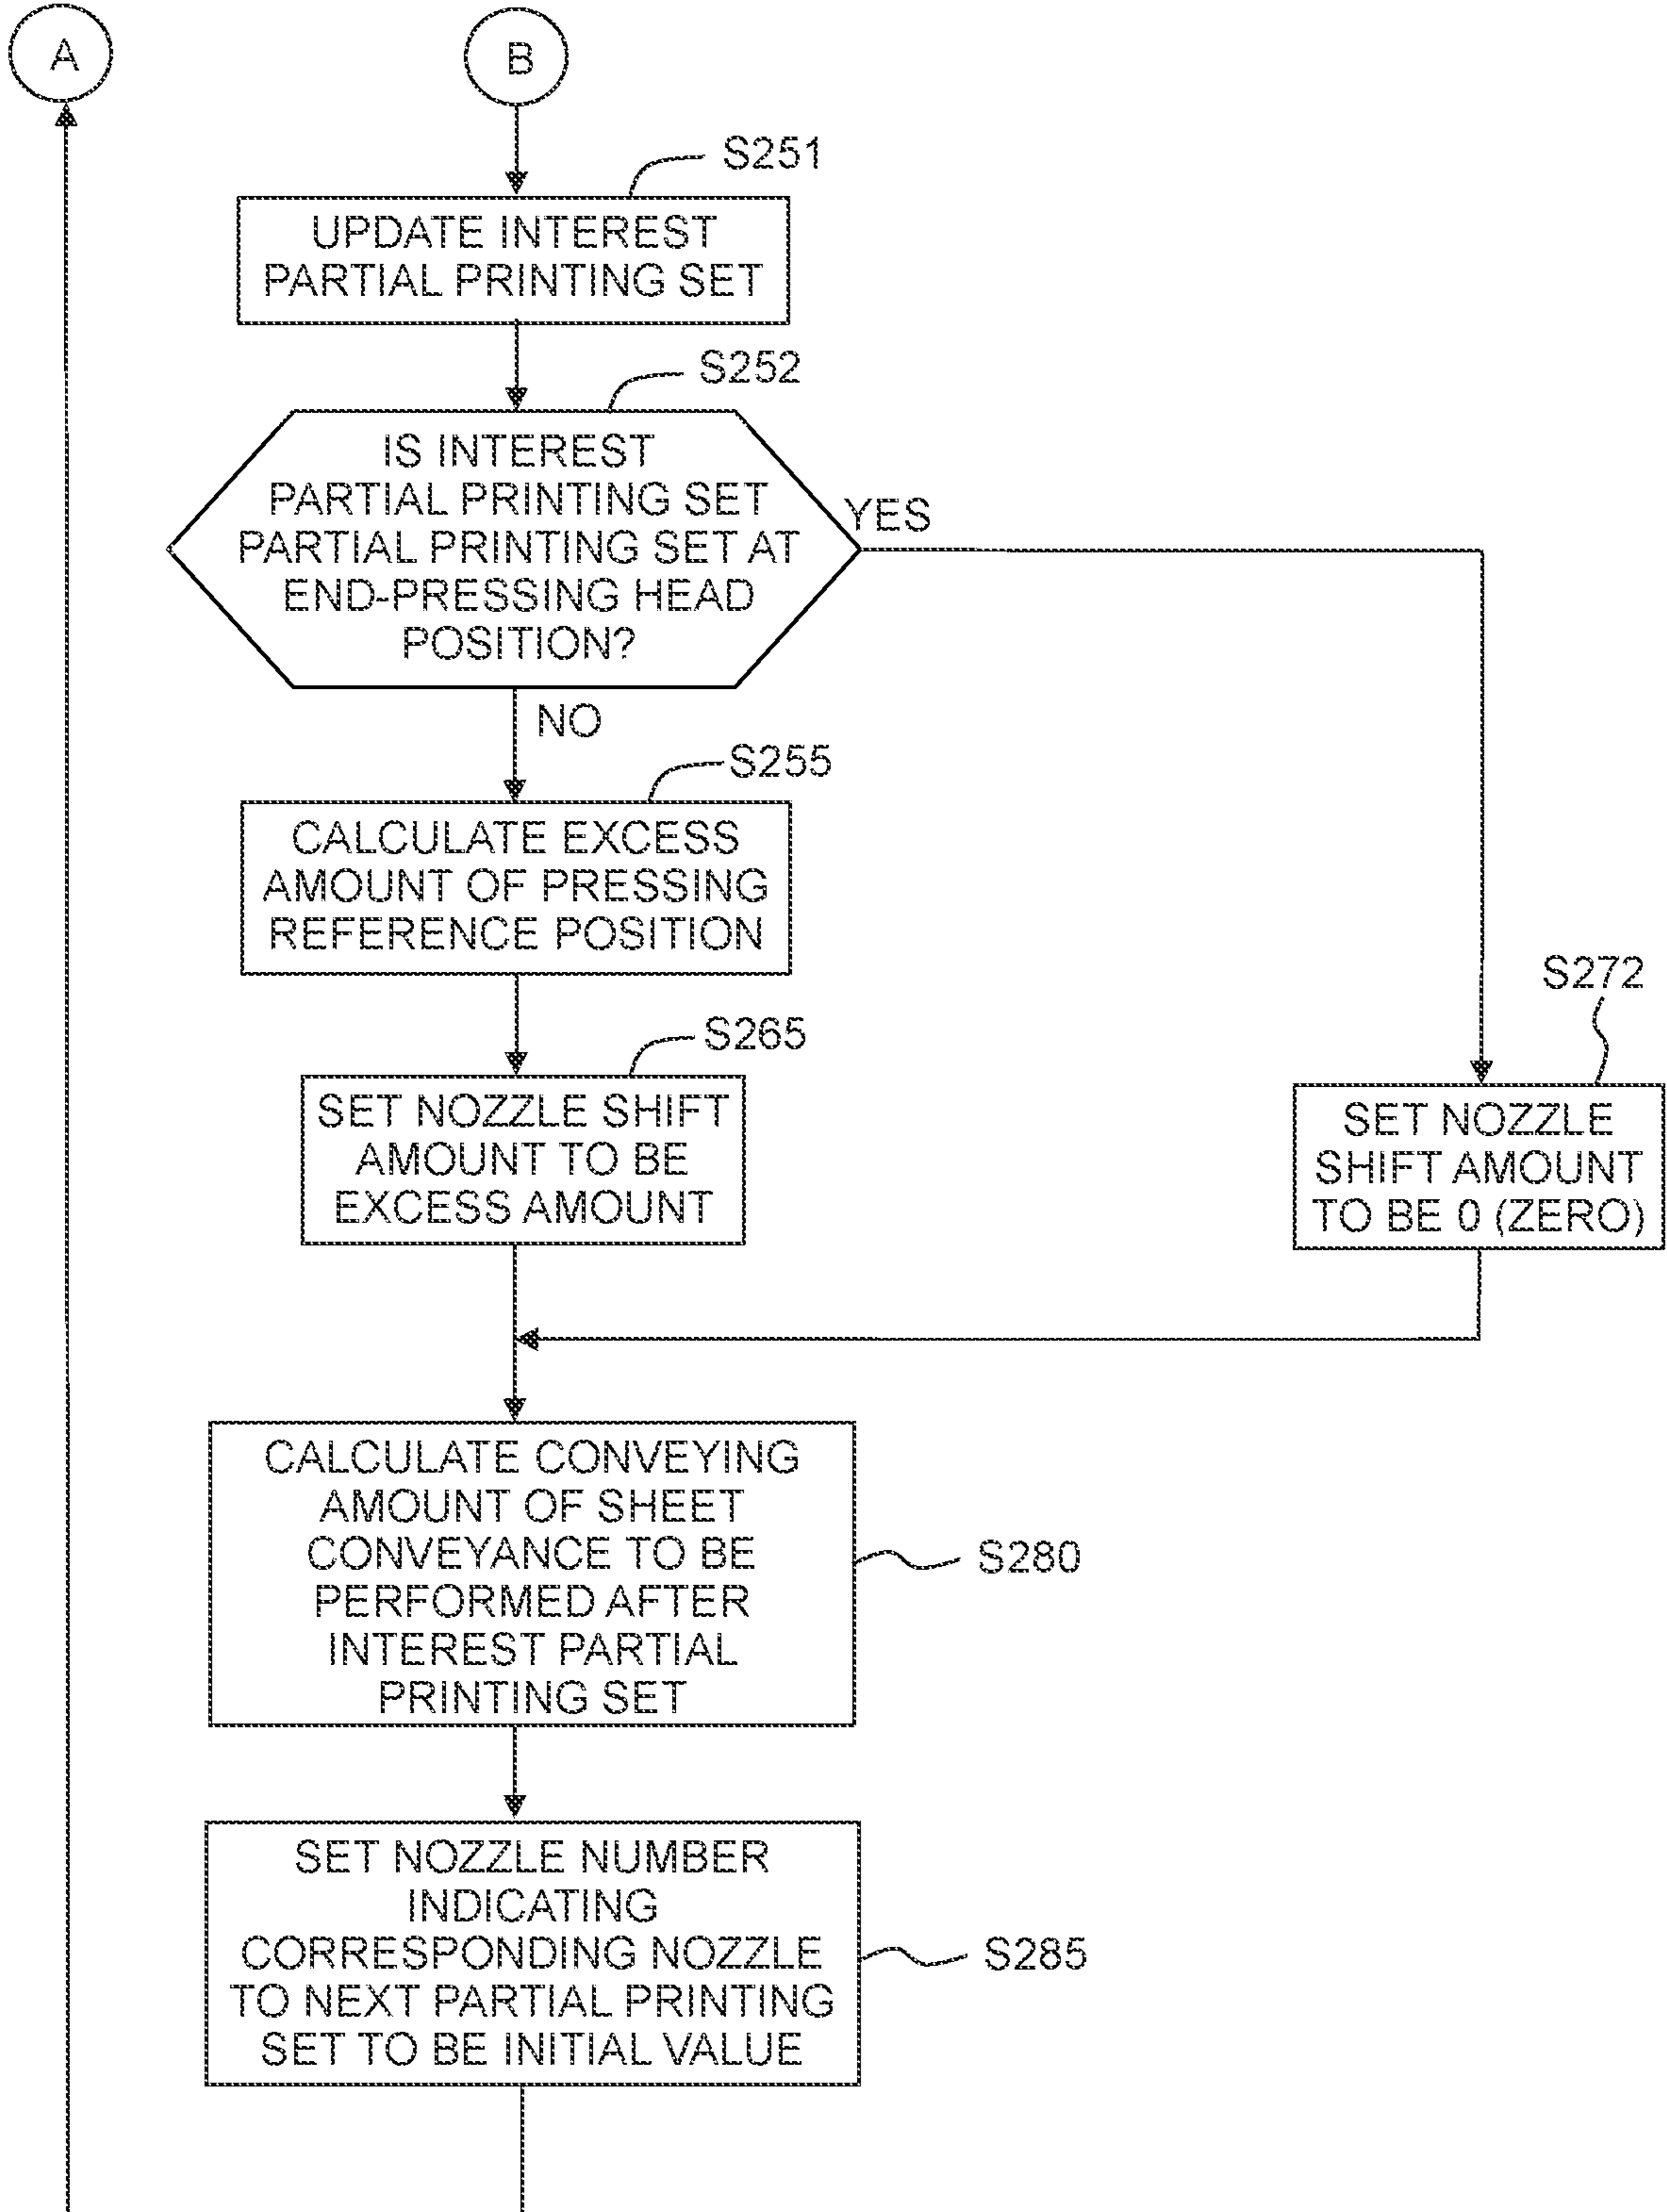 A
B
S251
UPDATE INTEREST
PARTIAL PRINTING SET
S252
IS INTEREST
PARTIAL PRINTING SET
PARTIAL PRINTING SET AT
END-PRESSING HEAD
POSITION?
YES
NO
S255
CALCULATE EXCESS
AMOUNT OF PRESSING
REFERENCE POSITION
S265
SET NOZZLE SHIFT
AMOUNT TO BE
EXCESS AMOUNT
S272
SET NOZZLE
SHIFT AMOUNT
TO BE 0 (ZERO)
CALCULATE CONVEYING
AMOUNT OF SHEET
CONVEYANCE TO BE
PERFORMED AFTER
INTEREST PARTIAL
PRINTING SET
S280
SET NOZZLE NUMBER
INDICATING
CORRESPONDING NOZZLE
TO NEXT PARTIAL PRINTING
SET TO BE INITIAL VALUE
S285